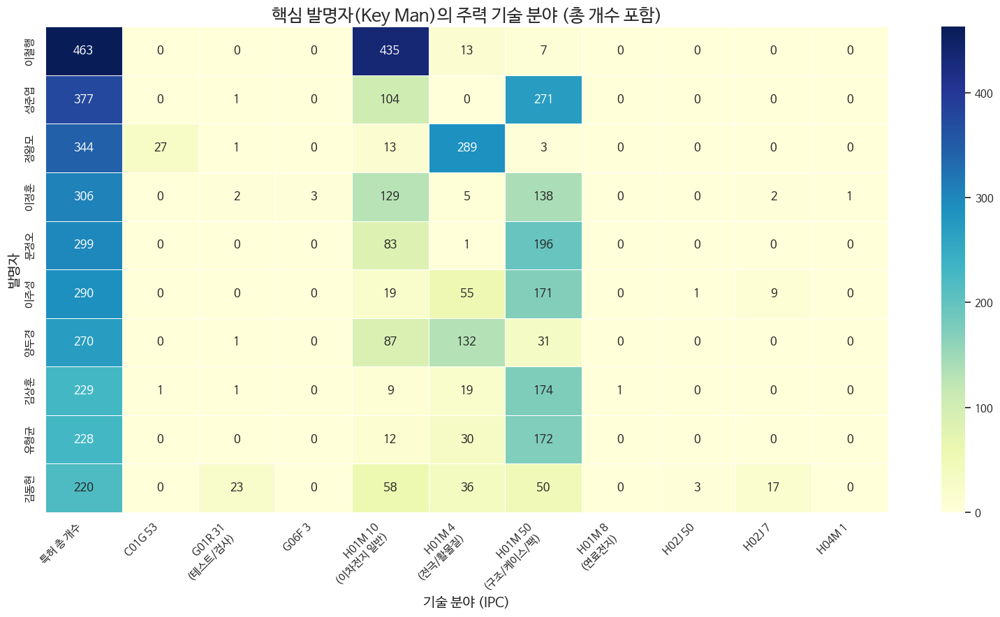 핵심 발명자(Key Man)의 주력 기술 분야 (총 개수 포함)
발명자
이철행 463 0 0 0 435 13 7 0 0 0 0
성준엽 377 0 1 0 104 0 271 0 0 0 0
정왕모 344 27 1 0 13 289 3 0 0 0 0
이정훈 306 0 2 3 129 5 138 0 0 2 1
문정오 299 0 0 0 83 1 196 0 0 0 0
이주성 290 0 0 0 19 55 171 0 1 9 0
양두경 270 0 1 0 87 132 31 0 0 0 0
김상훈 229 1 1 0 9 19 174 1 0 0 0
유형균 228 0 0 0 12 30 172 0 0 0 0
김동현 220 0 23 0 58 36 50 0 3 17 0
특허 총 개수
C01G 53
G01R 31
(테스트/검사)
G06F 3
H01M 10
(이차전지 일반)
H01M 4
(전극/활물질)
H01M 50
(구조/케이스/팩)
H01M 8
(연료전지)
H02J 50
H02J 7
H04M 1
기술 분야 (IPC)
400
300
200
100
0